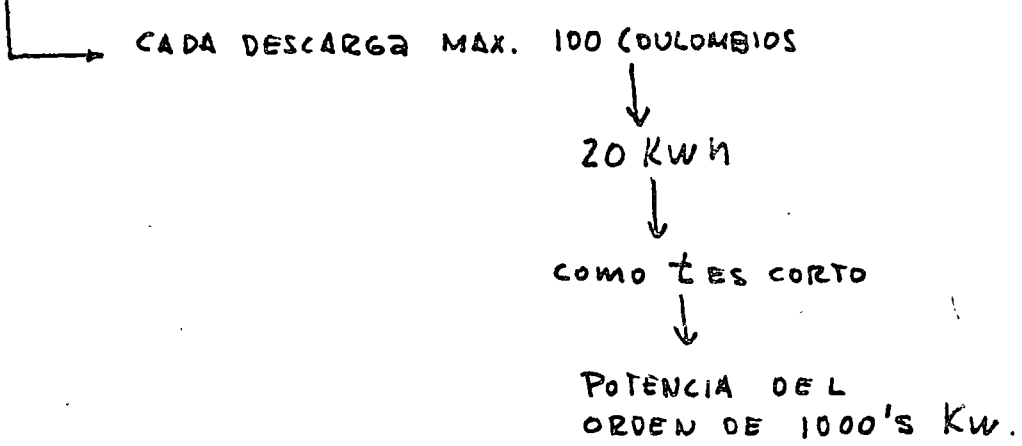 CADA DESCARGA MAX. 100 COULOMBIOS
20 KWh
COMO t ES CORTO
POTENCIA DEL
ORDEN DE 1000's KW.